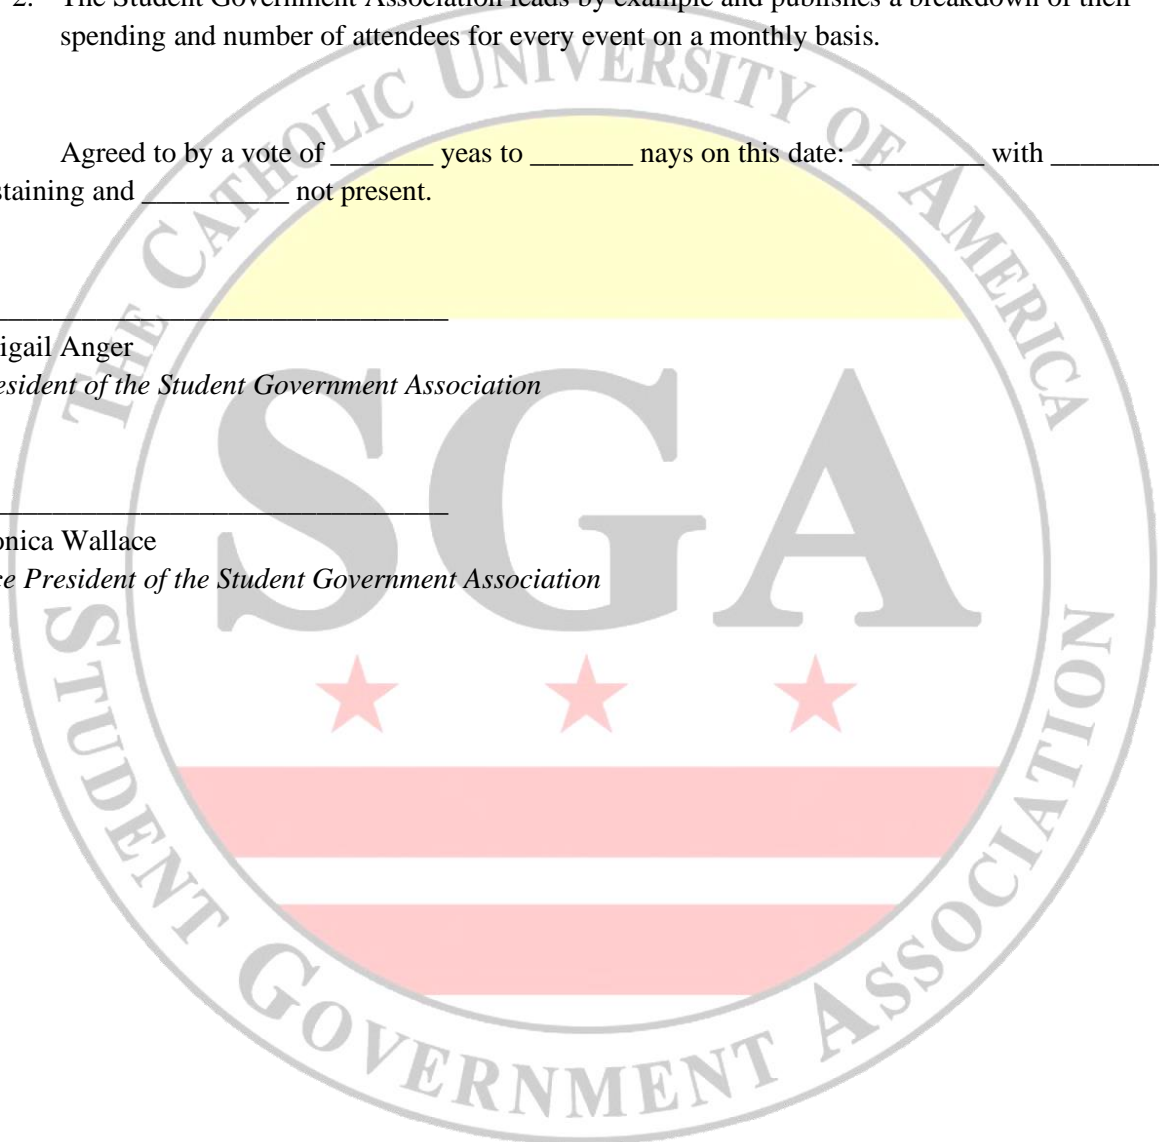 2. The Student Government Association leads by example and publishes a breakdown of their
spending and number of attendees for every event on a monthly basis.
Agreed to by a vote of _______ yeas to _______ nays on this date: _________ with ________
staining and __________ not present.
igail Anger
esident of the Student Government Association
onica Wallace
ce President of the Student Government Association
THE CATHOLIC UNIVERSITY OF AMERICA
SGA
STUDENT GOVERNMENT ASSOCIATION